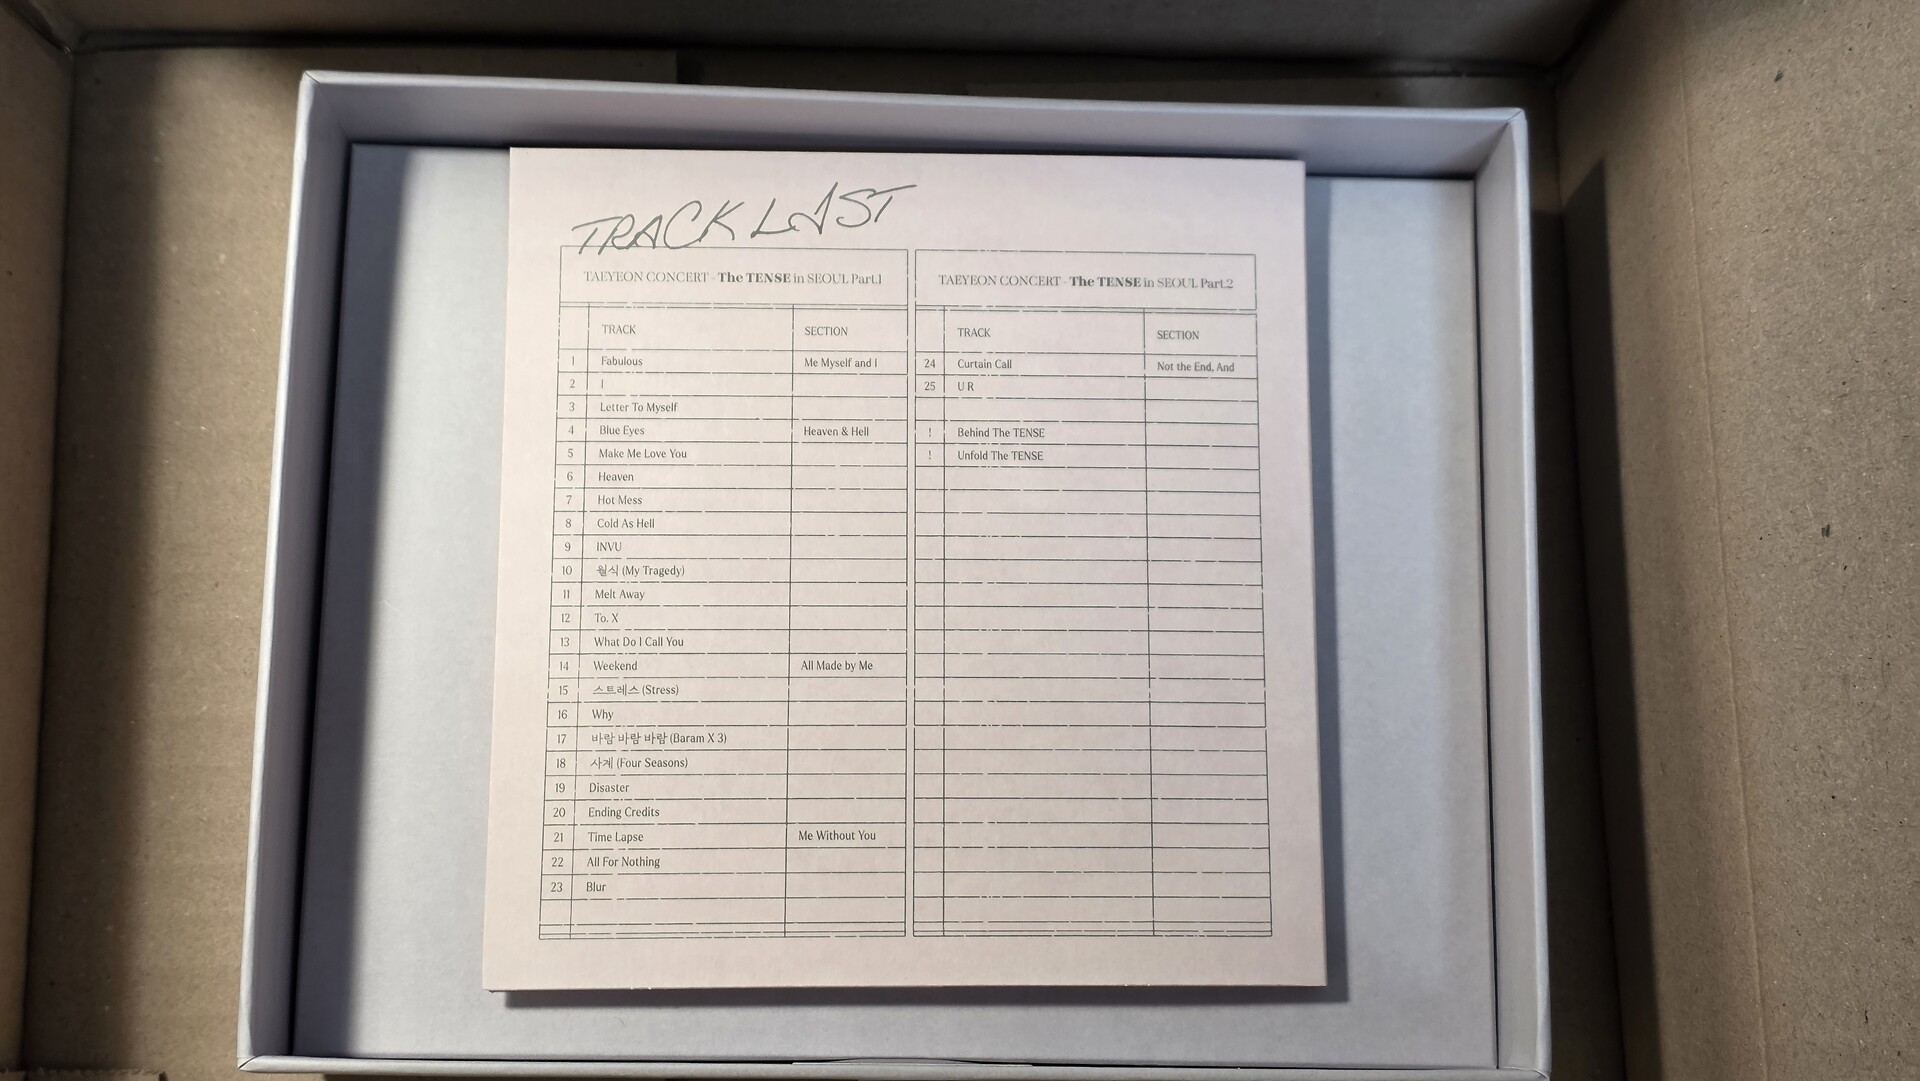 TRACK LIST
TAEYEON CONCERT - The TENSE in SEOUL Part.1
TRACK SECTION
1 Fabulous Me Myself and I
2 I
3 Letter To Myself
4 Blue Eyes Heaven & Hell
5 Make Me Love You
6 Heaven
7 Hot Mess
8 Cold As Hell
9 INVU
10 월식 (My Tragedy)
11 Melt Away
12 To. X
13 What Do I Call You
14 Weekend All Made by Me
15 스트레스 (Stress)
16 Why
17 바람 바람 바람 (Baram X 3)
18 사계 (Four Seasons)
19 Disaster
20 Ending Credits
21 Time Lapse Me Without You
22 All For Nothing
23 Blur
TAEYEON CONCERT - The TENSE in SEOUL Part.2
TRACK SECTION
24 Curtain Call Not the End, And
25 U R
! Behind The TENSE
! Unfold The TENSE